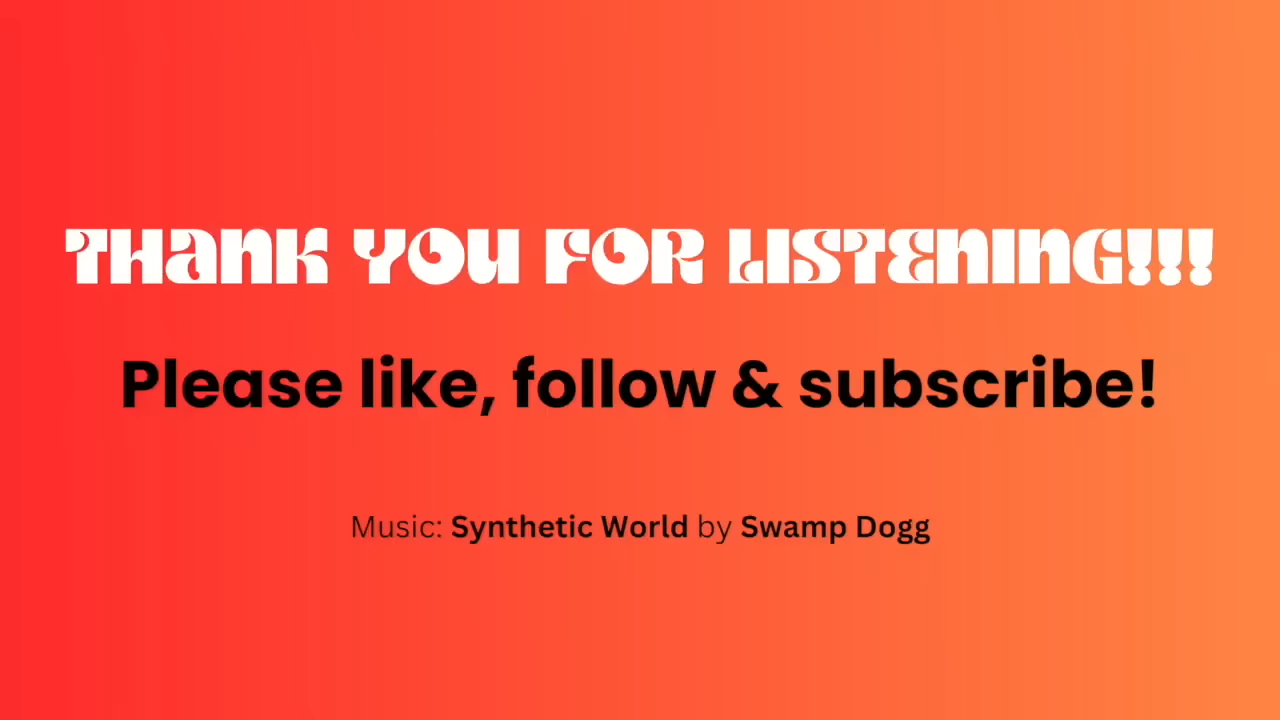 THANK YOU FOR LISTENING!!!
Please like, follow & subscribe!
Music: Synthetic World by Swamp Dogg